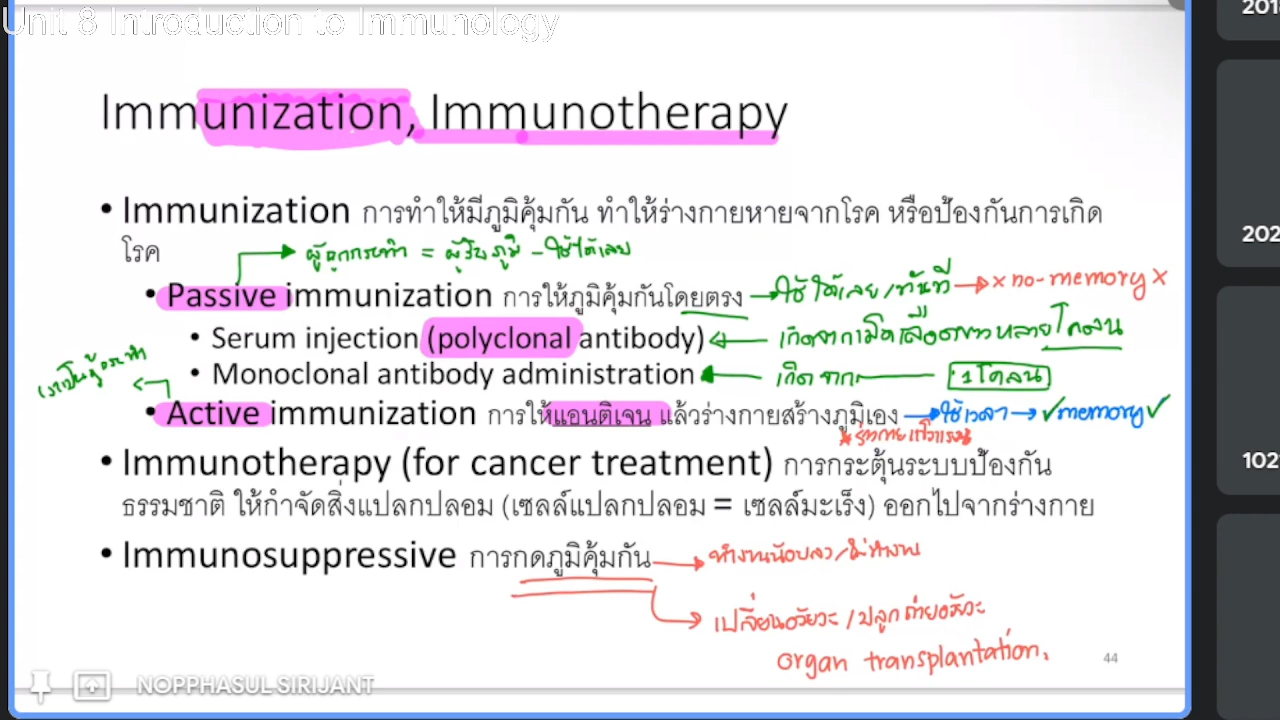 Unit 8 Introduction to Immunology
Immunization, Immunotherapy
• Immunization การทำให้มีภูมิคุ้มกัน ทำให้ร่างกายหายจากโรค หรือป้องกันการเกิด
โรค
ผู้ถูกกระทำ = ผู้รับภูมิ - ใช้ได้เลย
• Passive immunization การให้ภูมิคุ้มกันโดยตรง → ใช้ได้เลย/ทันที → × no-memory ×
• Serum injection (polyclonal antibody) ← เกิดจากเม็ดเลือดขาวหลายโคลน
• Monoclonal antibody administration ← เกิดจาก 1 โคลน
เราเป็นผู้กระทำ
• Active immunization การให้แอนติเจน แล้วร่างกายสร้างภูมิเอง → ใช้เวลา → ✓memory✓
• Immunotherapy (for cancer treatment) การกระตุ้นระบบป้องกัน
ธรรมชาติ ให้กำจัดสิ่งแปลกปลอม (เซลล์แปลกปลอม = เซลล์มะเร็ง) ออกไปจากร่างกาย
• Immunosuppressive การกดภูมิคุ้มกัน → ทำงานน้อยลง/ไม่ทำงาน
เปลี่ยนอวัยวะ/ปลูกถ่ายอวัยวะ
organ transplantation.
44
NOPPHASUL SIRIJANT
201
202
102